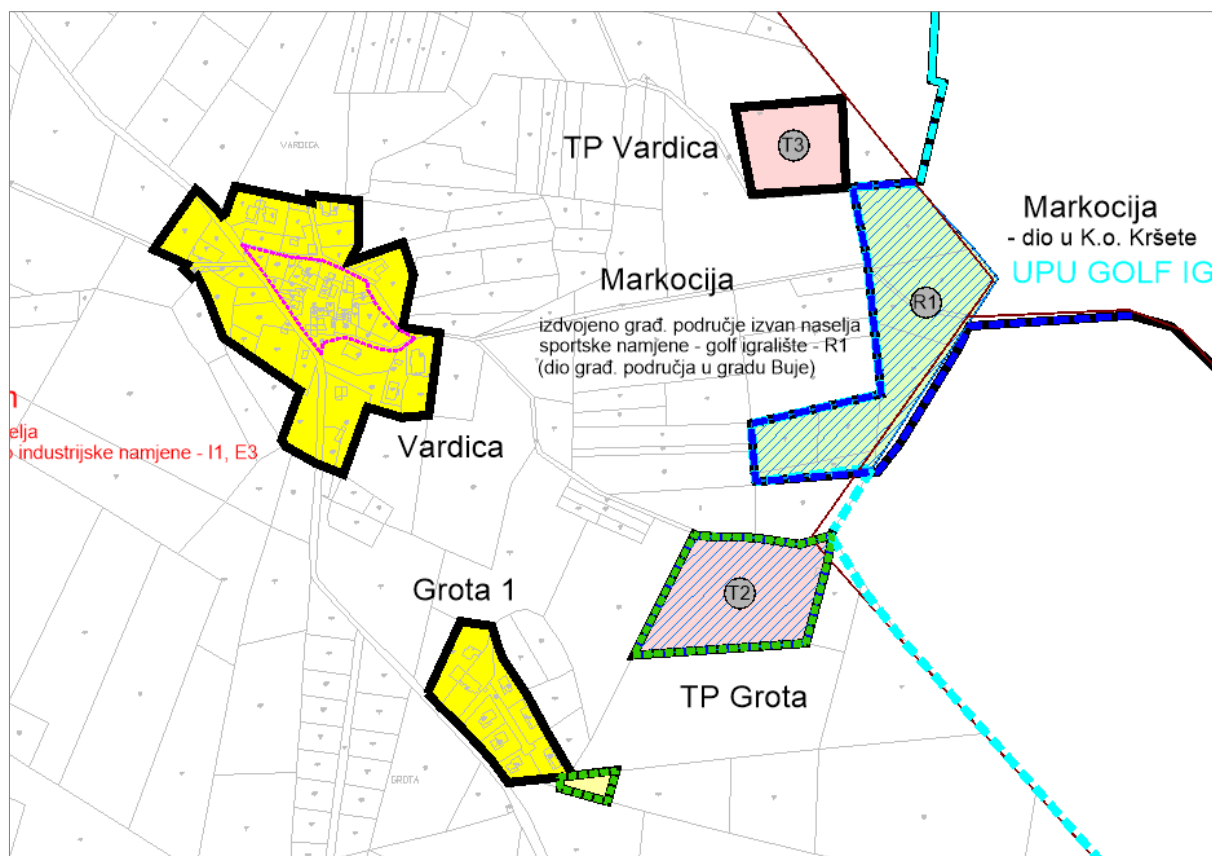 VARDICA
TP Vardica
T3
Markocija
- dio u K.o. Kršete
UPU GOLF IG
Markocija
R1
izdvojeno građ. područje izvan naselja
sportske namjene - golf igralište - R1
(dio građ. područja u gradu Buje)
Vardica
n
selja
o industrijske namjene - I1, E3
Grota 1
T2
TP Grota
GROTA